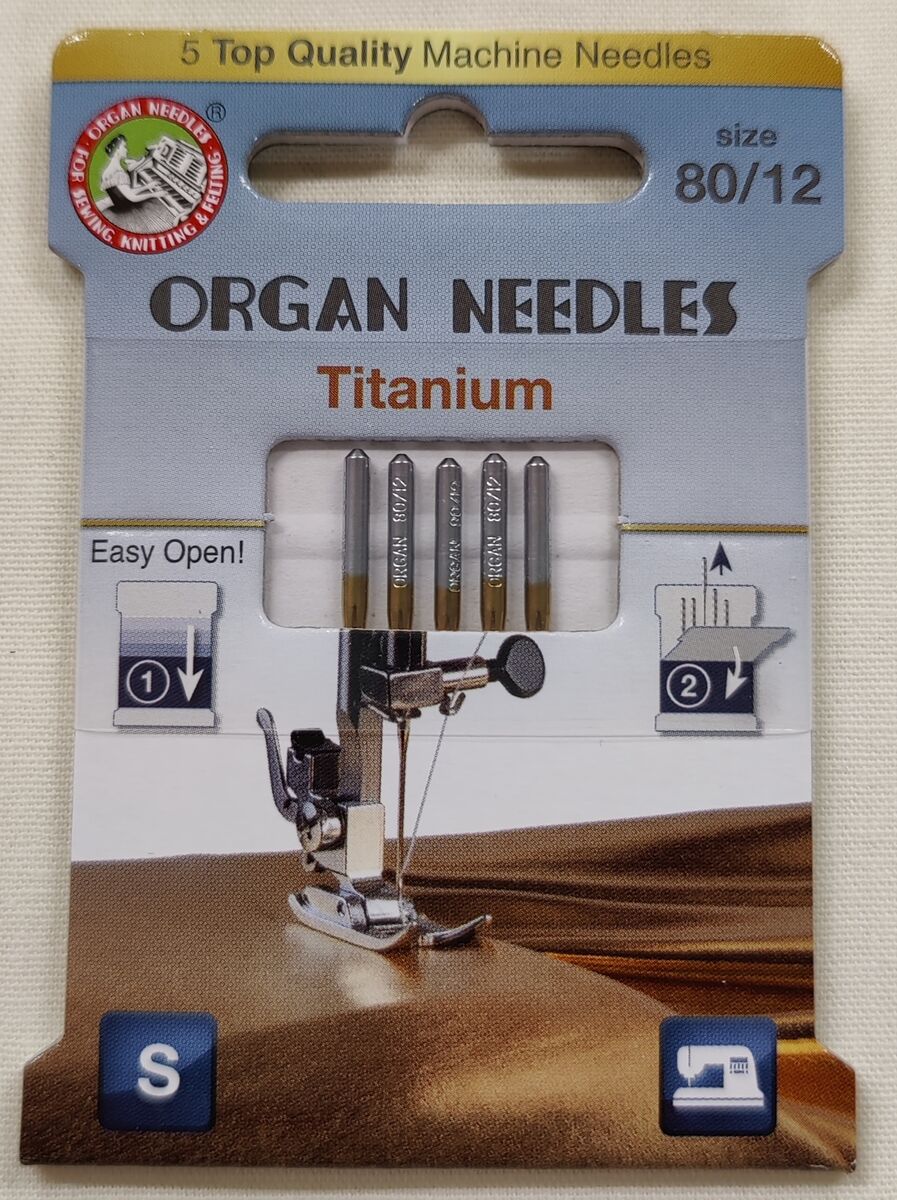 5 Top Quality Machine Needles
ORGAN NEEDLES
FOR SEWING, KNITTING & FELTING
®
size
80/12
ORGAN NEEDLES
Titanium
ORGAN 80/12
ORGAN 80/12
ORGAN 80/12
Easy Open!
1
2
S